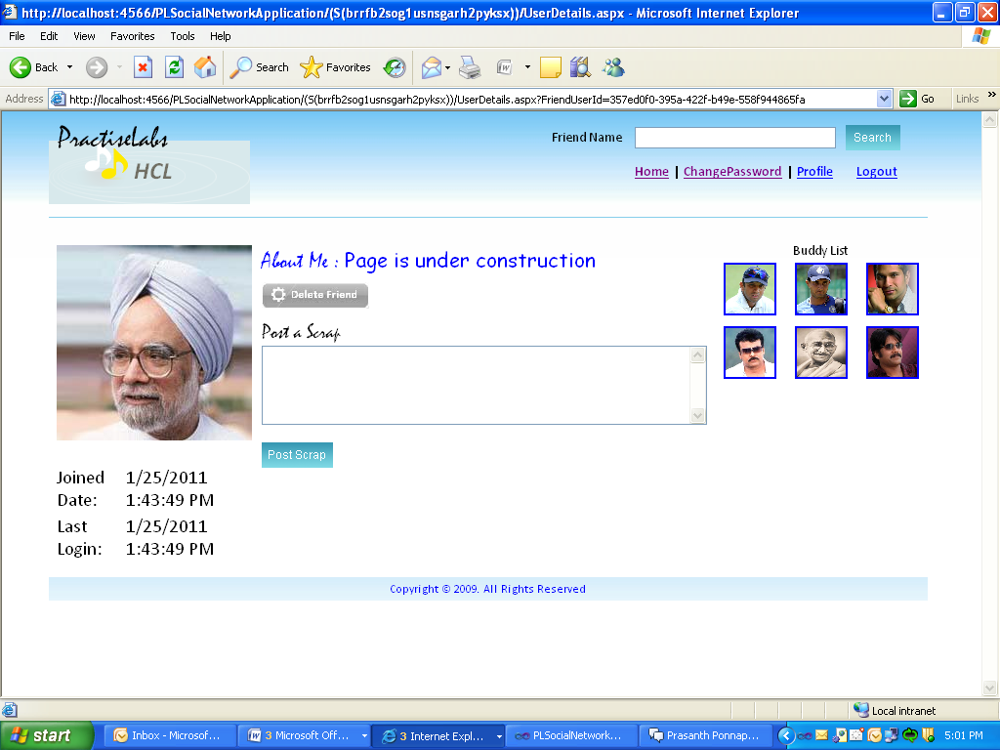 http://localhost:4566/PLSocialNetworkApplication/(S(brrfb2sog1usnsgarh2pyksx))/UserDetails.aspx - Microsoft Internet Explorer
File Edit View Favorites Tools Help
Back Search Favorites
Address http://localhost:4566/PLSocialNetworkApplication/(S(brrfb2sog1usnsgarh2pyksx))/UserDetails.aspx?FriendUserId=357ed0f0-395a-422f-b49e-558f944865fa Go Links »
PractiseLabs
HCL
Friend Name Search
Home | ChangePassword | Profile Logout
About Me : Page is under construction
Delete Friend
Post a Scrap
Post Scrap
Buddy List
Joined Date: 1/25/2011 1:43:49 PM
Last Login: 1/25/2011 1:43:49 PM
Copyright © 2009. All Rights Reserved
Local intranet
start Inbox - Microsof... 3 Microsoft Off... 3 Internet Expl... PLSocialNetwork... Prasanth Ponnap... 5:01 PM